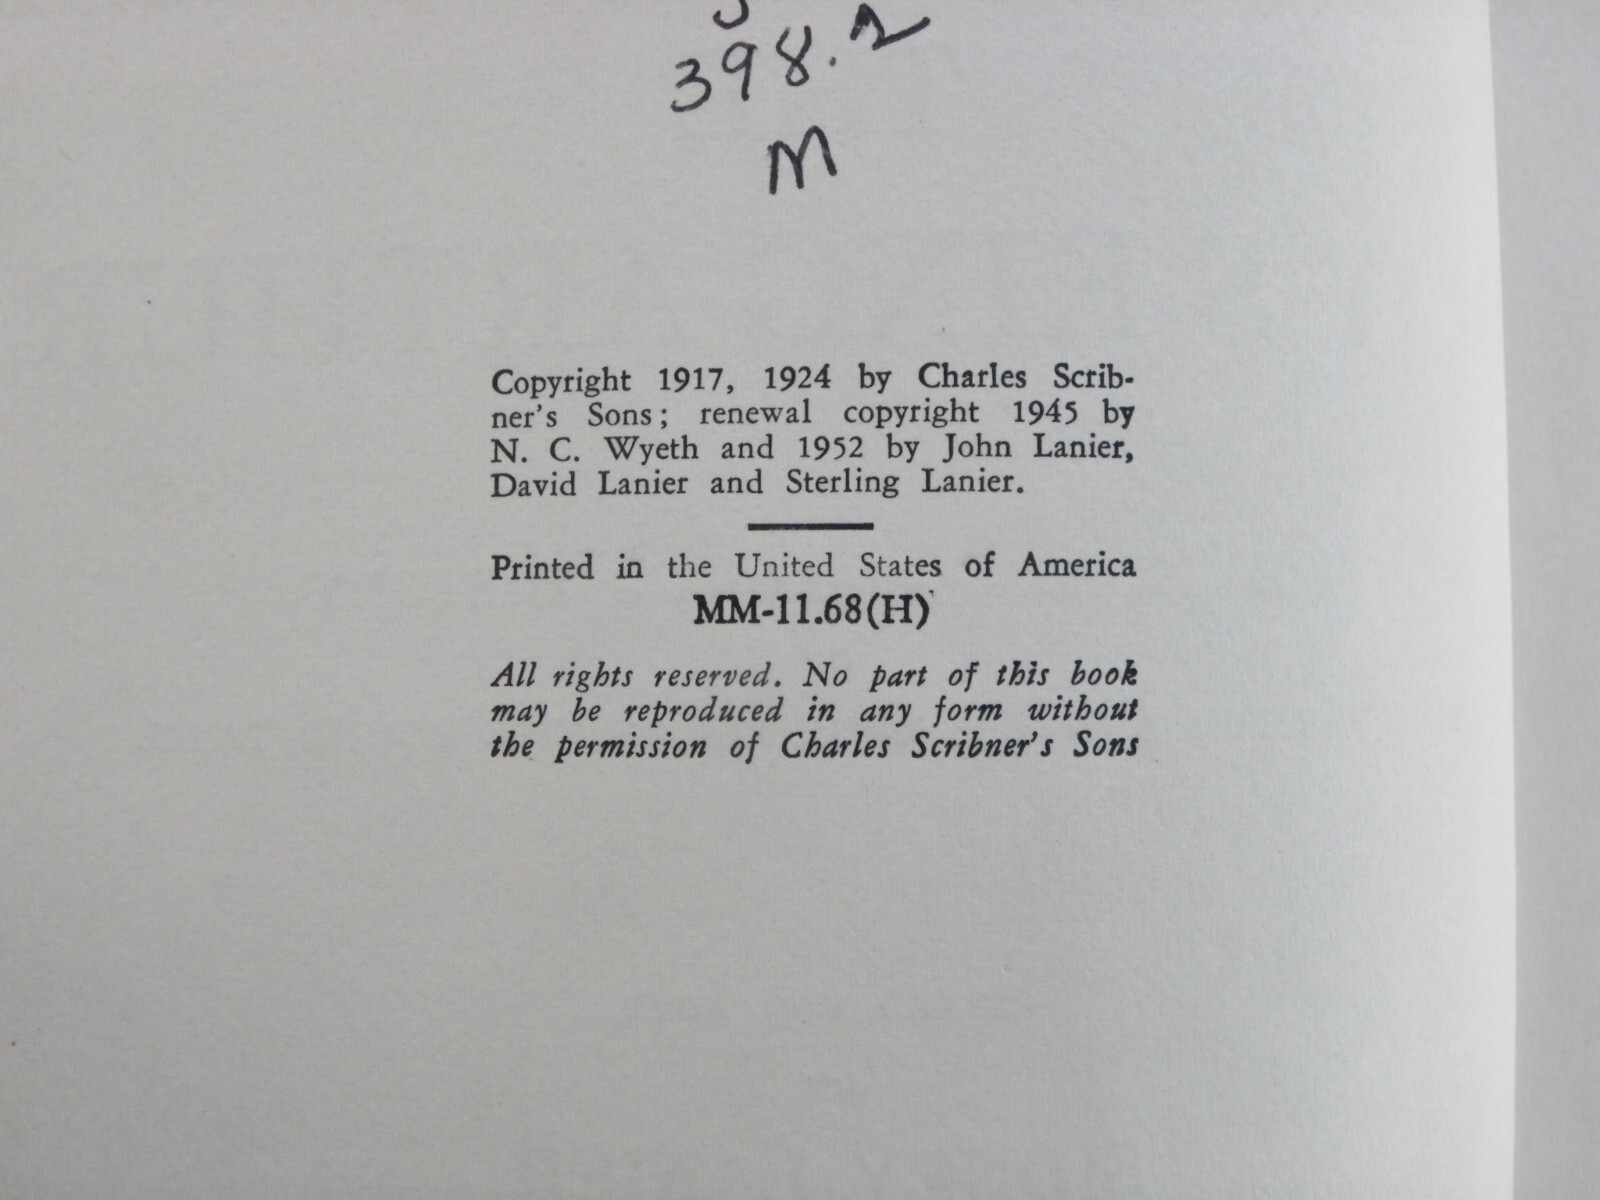 J
398.2
M
Copyright 1917, 1924 by Charles Scrib-
ner's Sons; renewal copyright 1945 by
N. C. Wyeth and 1952 by John Lanier,
David Lanier and Sterling Lanier.
Printed in the United States of America
MM-11.68(H)
All rights reserved. No part of this book
may be reproduced in any form without
the permission of Charles Scribner's Sons